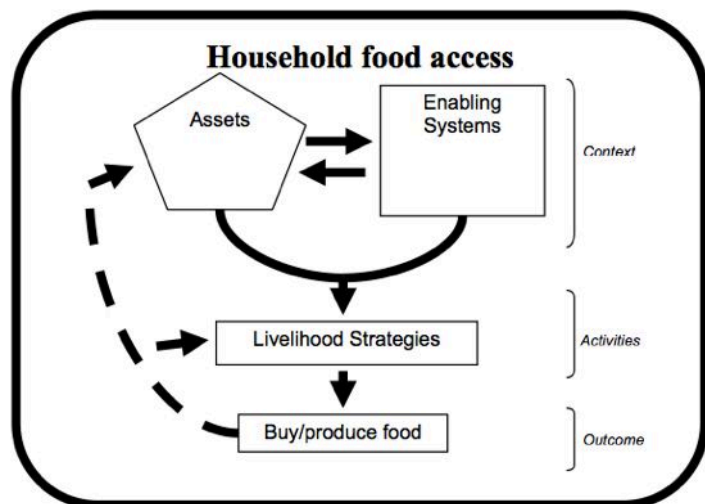 Household food access
Assets
Enabling
Systems
Context
Livelihood Strategies
Activities
Buy/produce food
Outcome